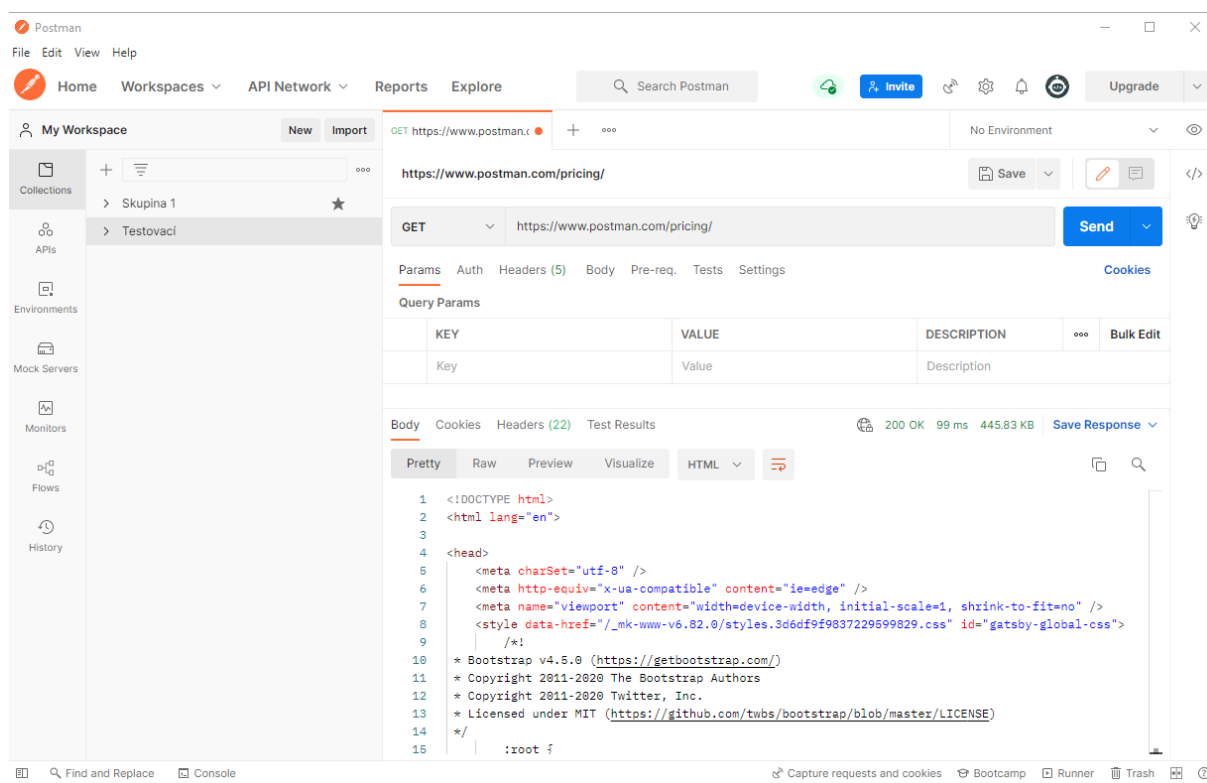 Postman
File Edit View Help
Home Workspaces API Network Reports Explore Search Postman Invite Upgrade
My Workspace New Import GET https://www.postman.c No Environment
https://www.postman.com/pricing/ Save
Collections
Skupina 1
Testovací
APIs
Environments
Mock Servers
Monitors
Flows
History
GET https://www.postman.com/pricing/ Send
Params Auth Headers (5) Body Pre-req. Tests Settings Cookies
Query Params
KEY VALUE DESCRIPTION Bulk Edit
Key Value Description
Body Cookies Headers (22) Test Results 200 OK 99 ms 445.83 KB Save Response
Pretty Raw Preview Visualize HTML
1 <!DOCTYPE html>
2 <html lang="en">
3
4 <head>
5 <meta charSet="utf-8" />
6 <meta http-equiv="x-ua-compatible" content="ie=edge" />
7 <meta name="viewport" content="width=device-width, initial-scale=1, shrink-to-fit=no" />
8 <style data-href="/_mk-www-v6.82.0/styles.3d6df9f9837229599829.css" id="gatsby-global-css">
9 /*!
10 * Bootstrap v4.5.0 (https://getbootstrap.com/)
11 * Copyright 2011-2020 The Bootstrap Authors
12 * Copyright 2011-2020 Twitter, Inc.
13 * Licensed under MIT (https://github.com/twbs/bootstrap/blob/master/LICENSE)
14 */
15 :root {
Find and Replace Console Capture requests and cookies Bootcamp Runner Trash